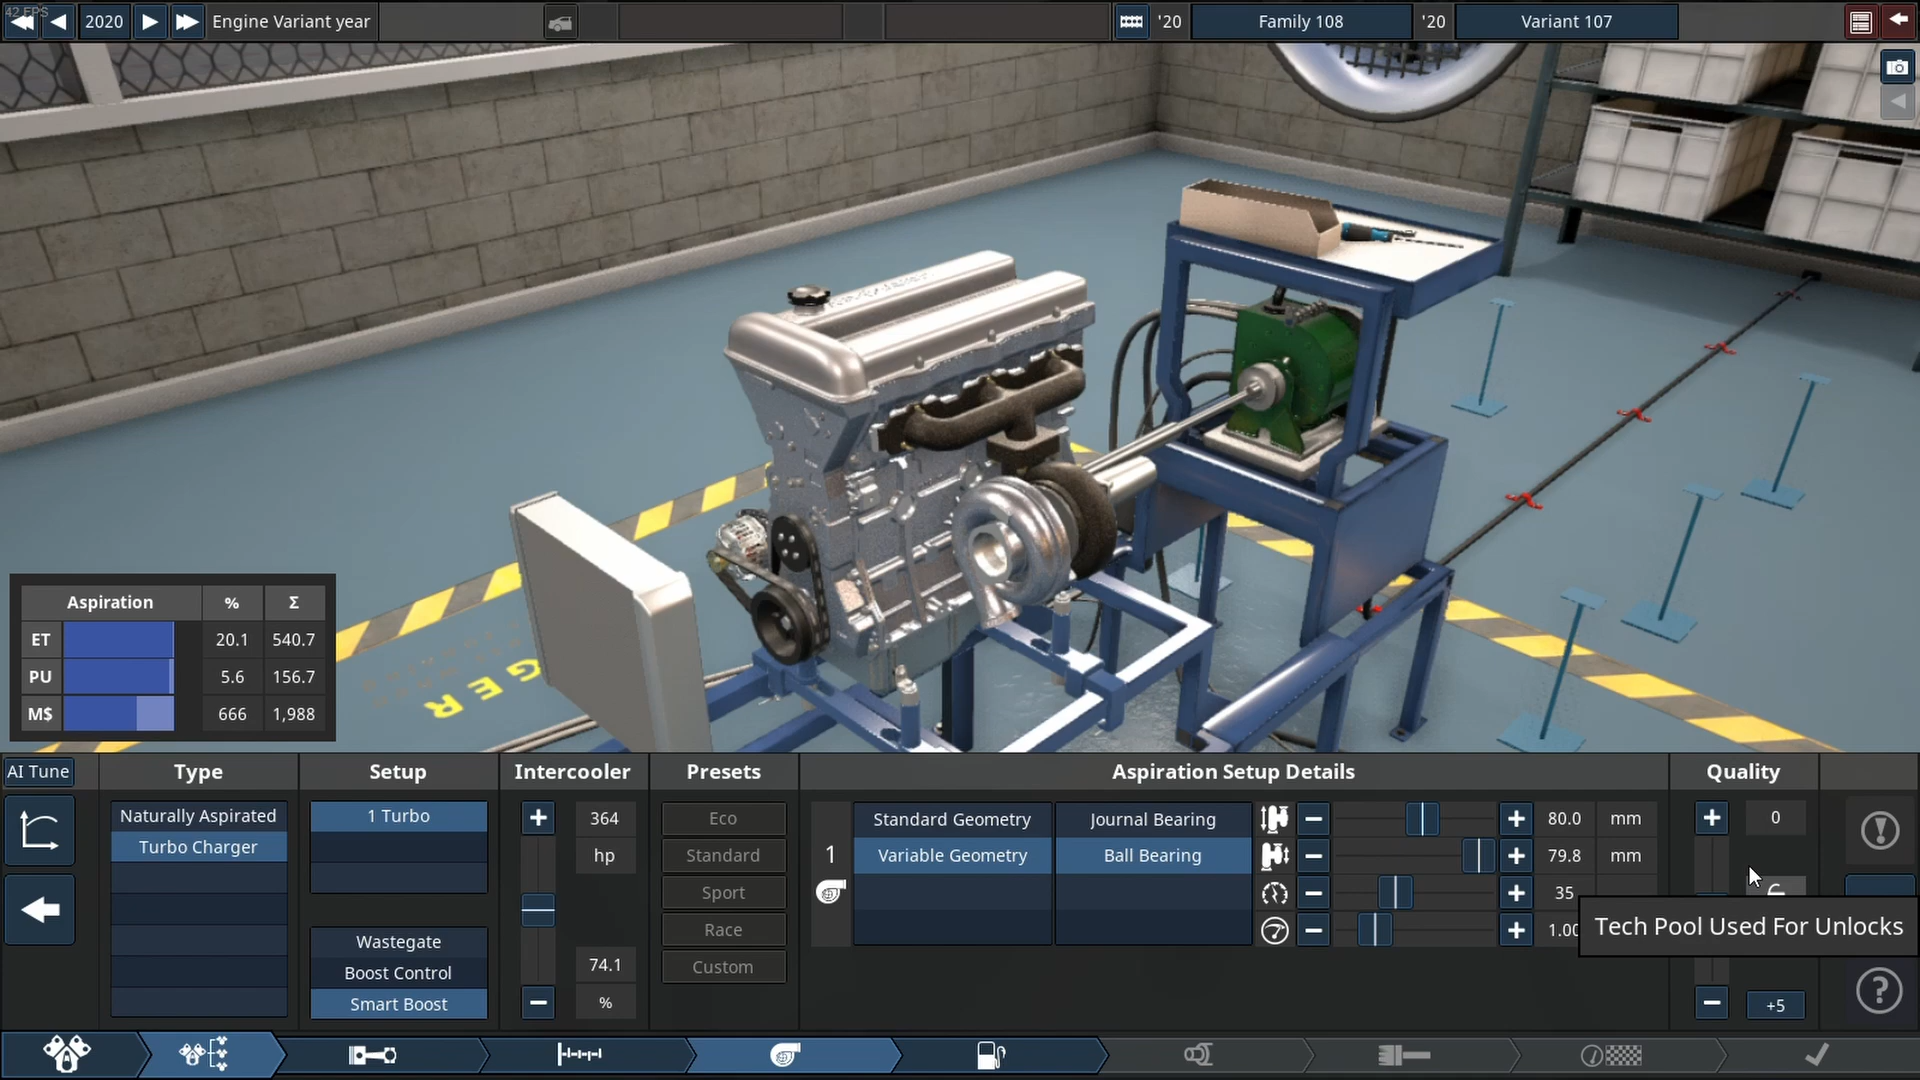 42 FPS
2020 Engine Variant year '20 Family 108 '20 Variant 107
Aspiration % Σ
ET 20.1 540.7
PU 5.6 156.7
M$ 666 1,988
GER
AI Tune
Type
Naturally Aspirated
Turbo Charger
Setup
1 Turbo
Wastegate
Boost Control
Smart Boost
Intercooler
364
hp
74.1
%
Presets
Eco
Standard
Sport
Race
Custom
Aspiration Setup Details
1
Standard Geometry
Variable Geometry
Journal Bearing
Ball Bearing
80.0 mm
79.8 mm
35
1.00
Quality
0
Tech Pool Used For Unlocks
+5
?